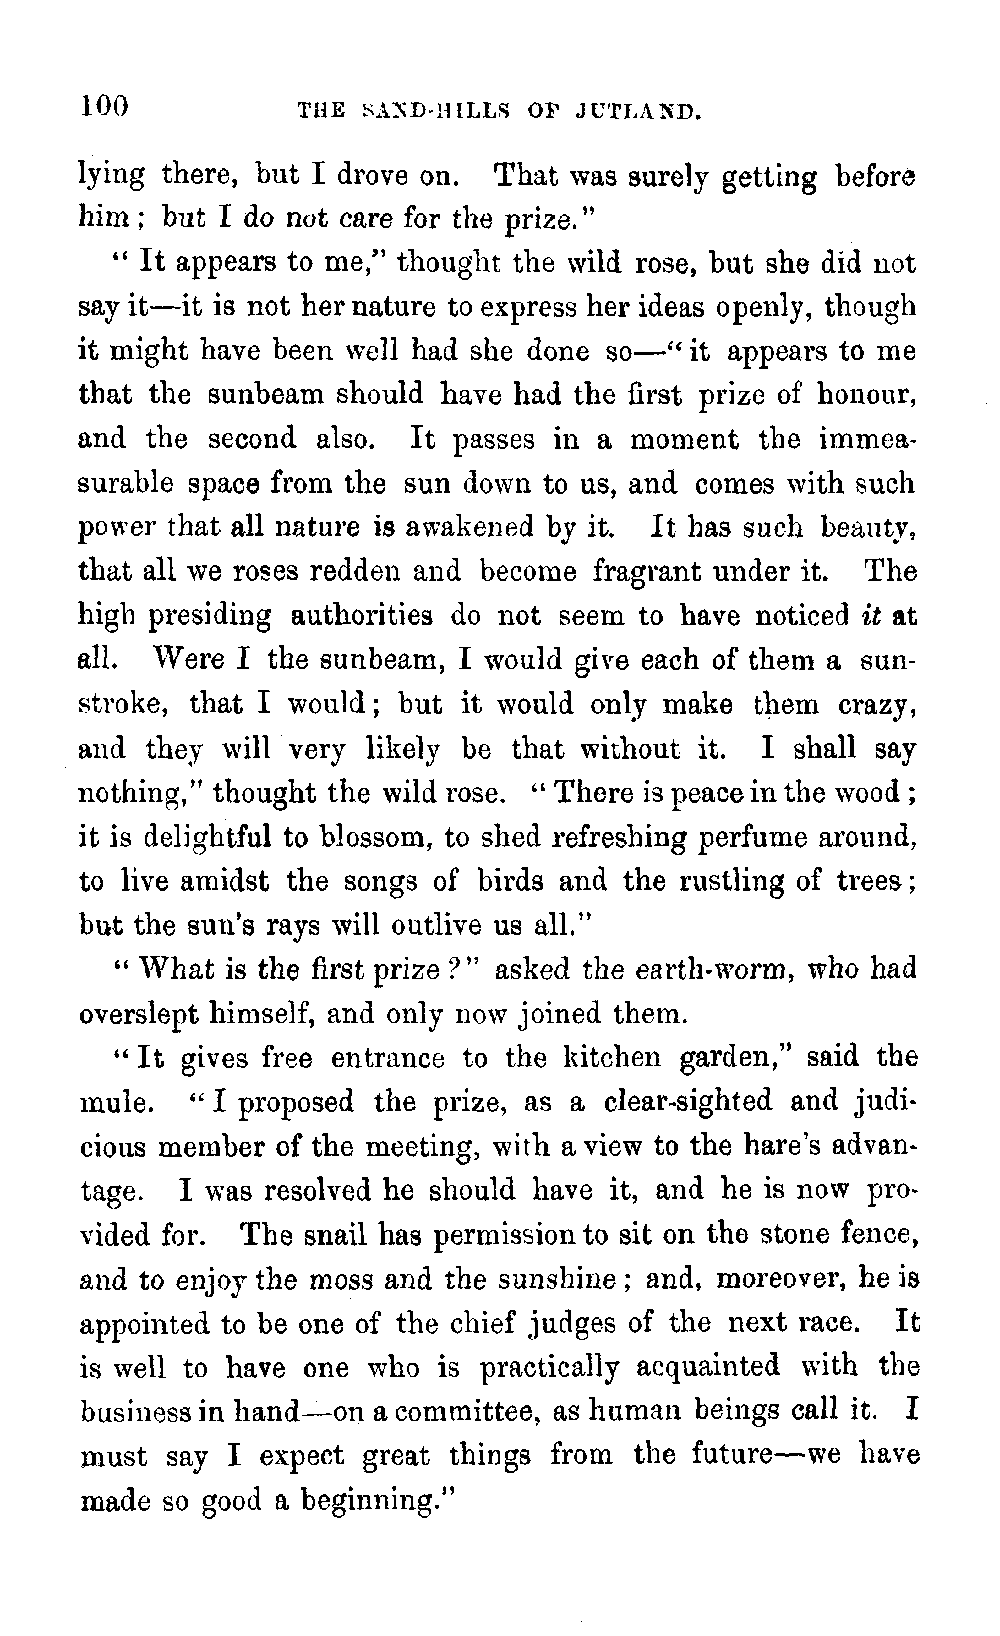 100 THE SAND-HILLS OF JUTLAND.
lying there, but I drove on. That was surely getting before
him; but I do not care for the prize."
"It appears to me," thought the wild rose, but she did not
say it—it is not her nature to express her ideas openly, though
it might have been well had she done so—"it appears to me
that the sunbeam should have had the first prize of honour,
and the second also. It passes in a moment the immea-
surable space from the sun down to us, and comes with such
power that all nature is awakened by it. It has such beauty,
that all we roses redden and become fragrant under it. The
high presiding authorities do not seem to have noticed it at
all. Were I the sunbeam, I would give each of them a sun-
stroke, that I would; but it would only make them crazy,
and they will very likely be that without it. I shall say
nothing," thought the wild rose. "There is peace in the wood;
it is delightful to blossom, to shed refreshing perfume around,
to live amidst the songs of birds and the rustling of trees;
but the sun's rays will outlive us all."
"What is the first prize?" asked the earth-worm, who had
overslept himself, and only now joined them.
"It gives free entrance to the kitchen garden," said the
mule. "I proposed the prize, as a clear-sighted and judi-
cious member of the meeting, with a view to the hare's advan-
tage. I was resolved he should have it, and he is now pro-
vided for. The snail has permission to sit on the stone fence,
and to enjoy the moss and the sunshine; and, moreover, he is
appointed to be one of the chief judges of the next race. It
is well to have one who is practically acquainted with the
business in hand—on a committee, as human beings call it. I
must say I expect great things from the future—we have
made so good a beginning."